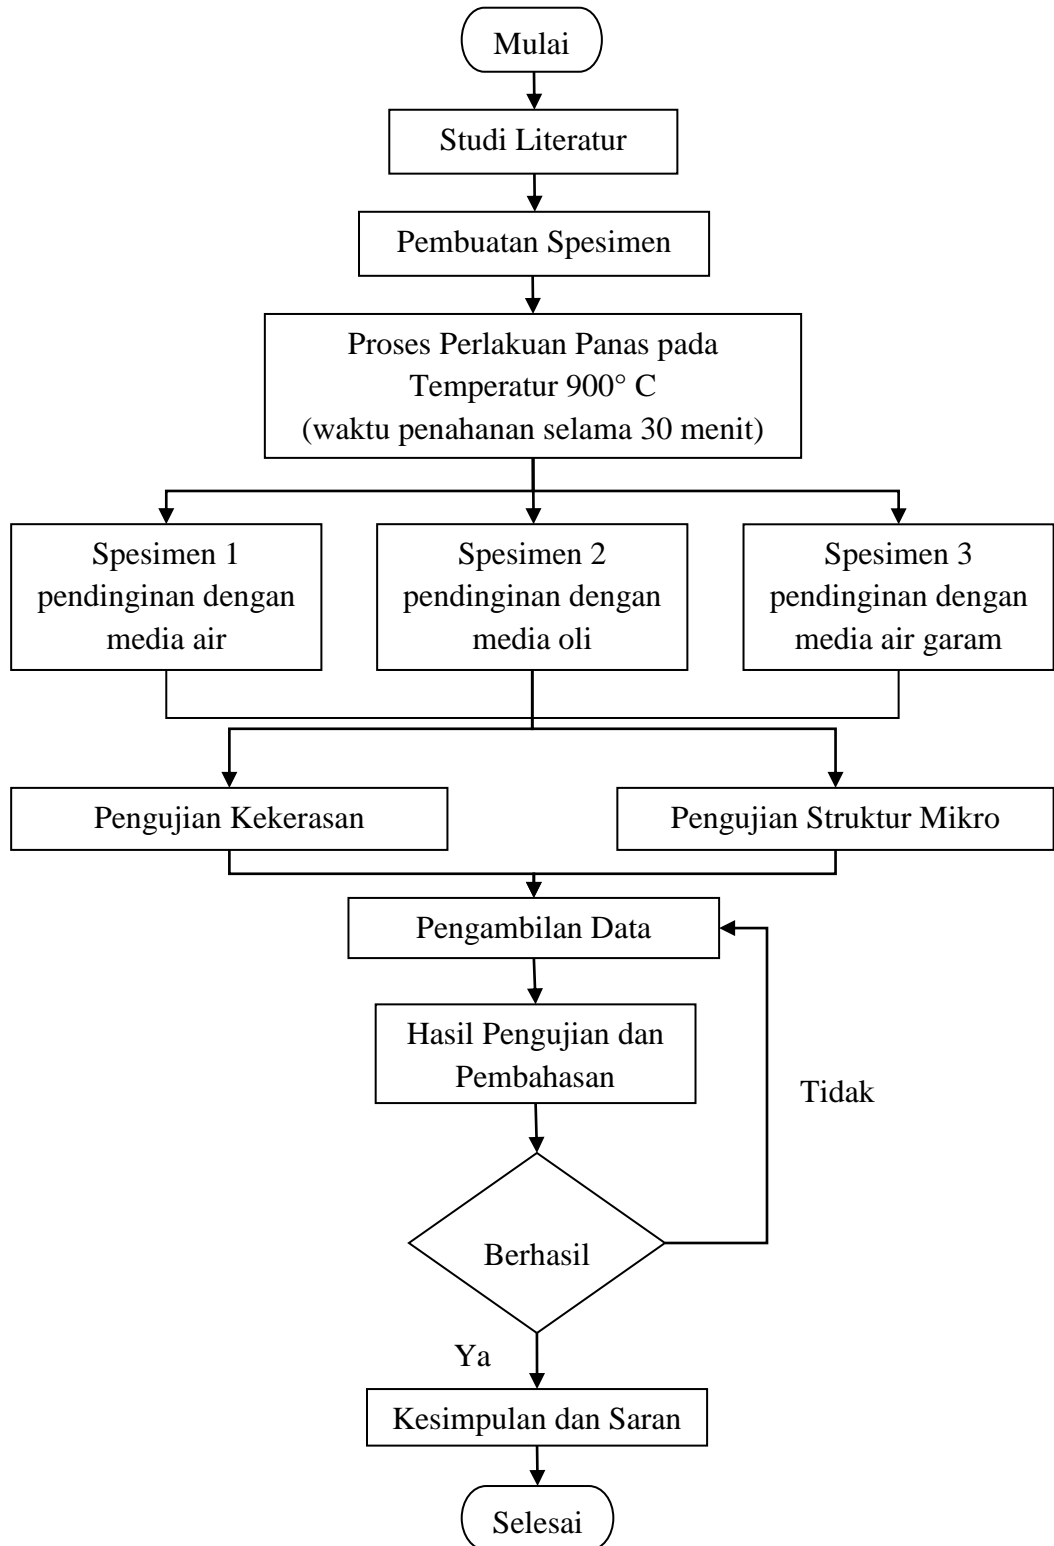 Mulai
Studi Literatur
Pembuatan Spesimen
Proses Perlakuan Panas pada
Temperatur 900° C
(waktu penahanan selama 30 menit)
Spesimen 1
pendinginan dengan
media air
Spesimen 2
pendinginan dengan
media oli
Spesimen 3
pendinginan dengan
media air garam
Pengujian Kekerasan
Pengujian Struktur Mikro
Pengambilan Data
Hasil Pengujian dan
Pembahasan
Tidak
Berhasil
Ya
Kesimpulan dan Saran
Selesai